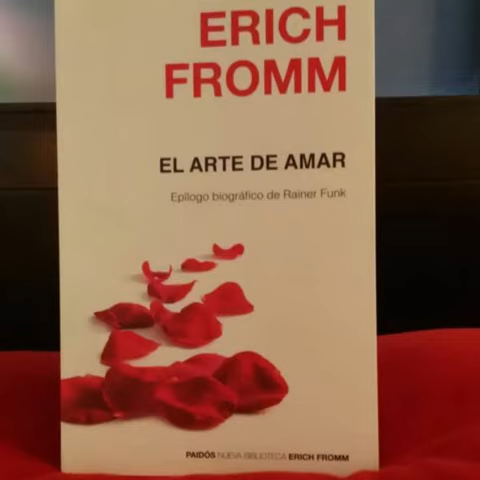 ERICH
FROMM
EL ARTE DE AMAR
Epílogo biográfico de Rainer Funk
PAIDÓS NUEVA BIBLIOTECA ERICH FROMM